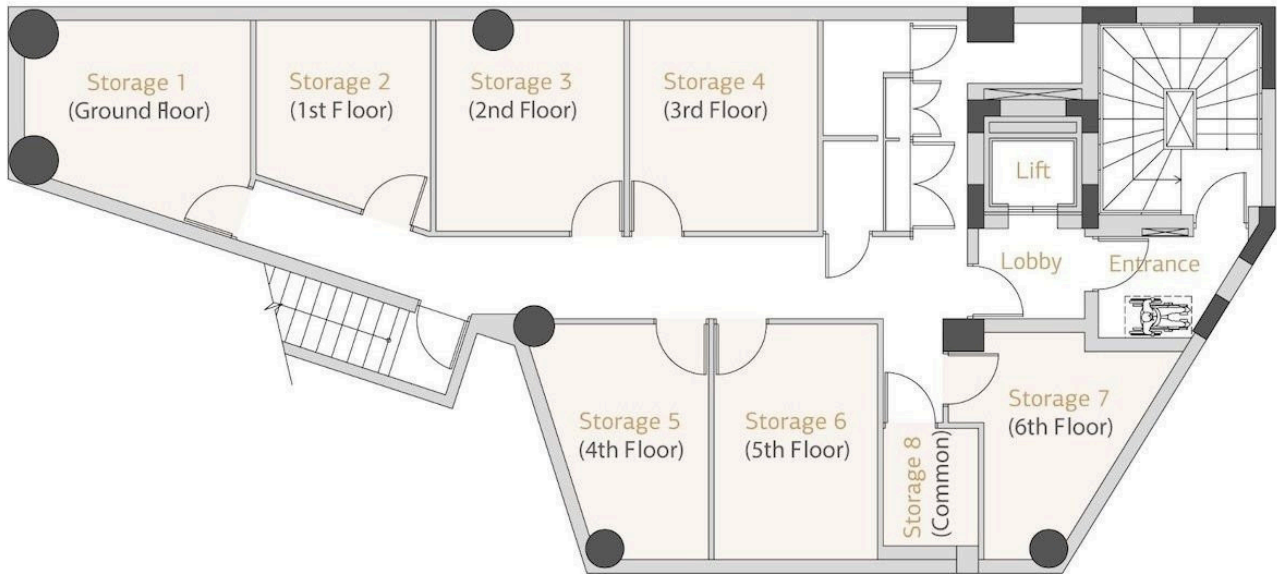 Storage 1
(Ground Floor)
Storage 2
(1st Floor)
Storage 3
(2nd Floor)
Storage 4
(3rd Floor)
Lift
Lobby
Entrance
Storage 5
(4th Floor)
Storage 6
(5th Floor)
Storage 8
(Common)
Storage 7
(6th Floor)